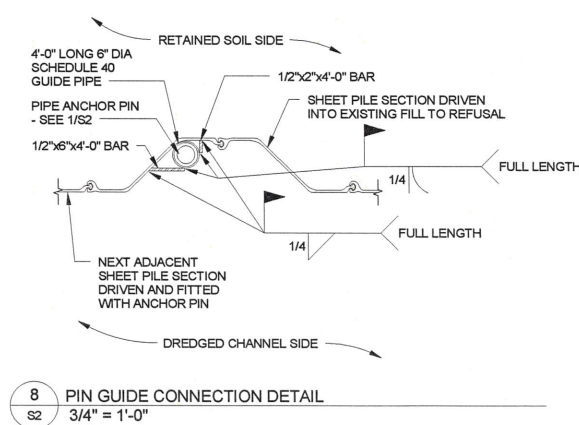 RETAINED SOIL SIDE
4'-0" LONG 6" DIA
SCHEDULE 40
GUIDE PIPE
PIPE ANCHOR PIN
- SEE 1/S2
1/2"x6"x4'-0" BAR
1/2"x2"x4'-0" BAR
SHEET PILE SECTION DRIVEN
INTO EXISTING FILL TO REFUSAL
1/4
FULL LENGTH
1/4
FULL LENGTH
NEXT ADJACENT
SHEET PILE SECTION
DRIVEN AND FITTED
WITH ANCHOR PIN
DREDGED CHANNEL SIDE
8
S2
PIN GUIDE CONNECTION DETAIL
3/4" = 1'-0"